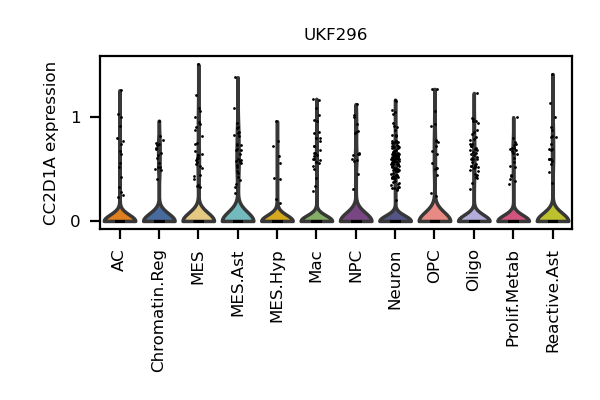 UKF296
CC2D1A expression
1
0
AC
Chromatin.Reg
MES
MES.Ast
MES.Hyp
Mac
NPC
Neuron
OPC
Oligo
Prolif.Metab
Reactive.Ast